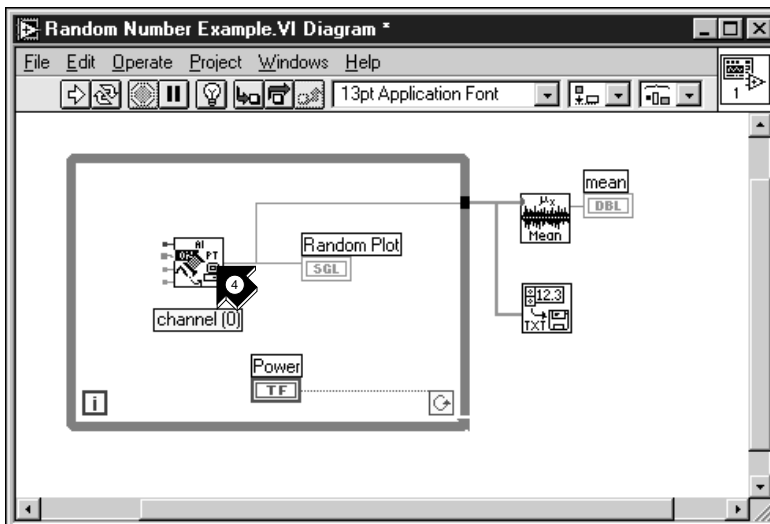 Random Number Example.VI Diagram *
File Edit Operate Project Windows Help
13pt Application Font
1
mean
DBL
μx
Mean
AI
PT
Random Plot
SGL
4
channel (0)
12.3
TXT
Power
TF
i